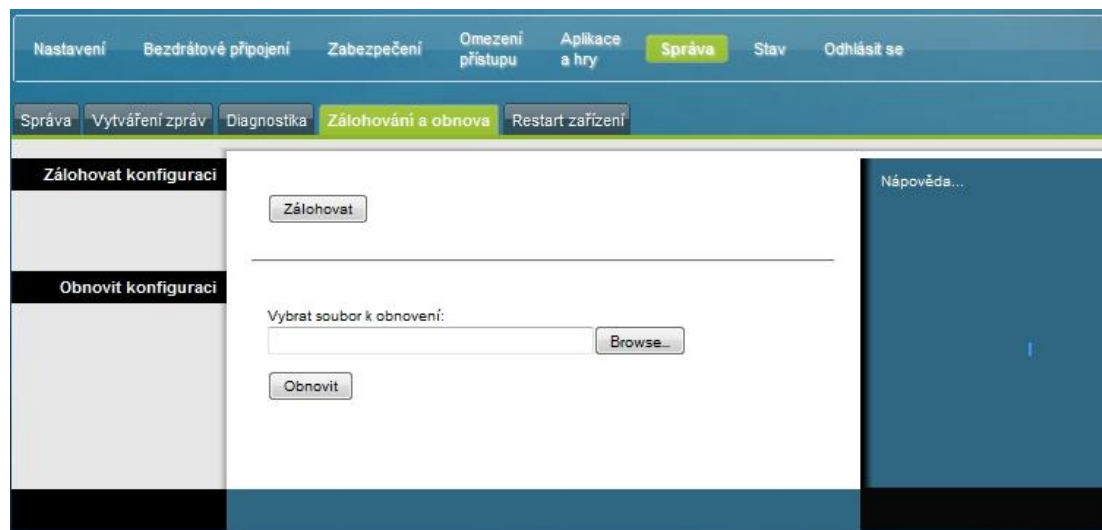 Nastavení Bezdrátové připojení Zabezpečení Omezení přístupu Aplikace a hry Správa Stav Odhlásit se
Správa Vytváření zpráv Diagnostika Zálohování a obnova Restart zařízení
Zálohovat konfiguraci
Zálohovat
Nápověda...
Obnovit konfiguraci
Vybrat soubor k obnovení:
Browse...
Obnovit